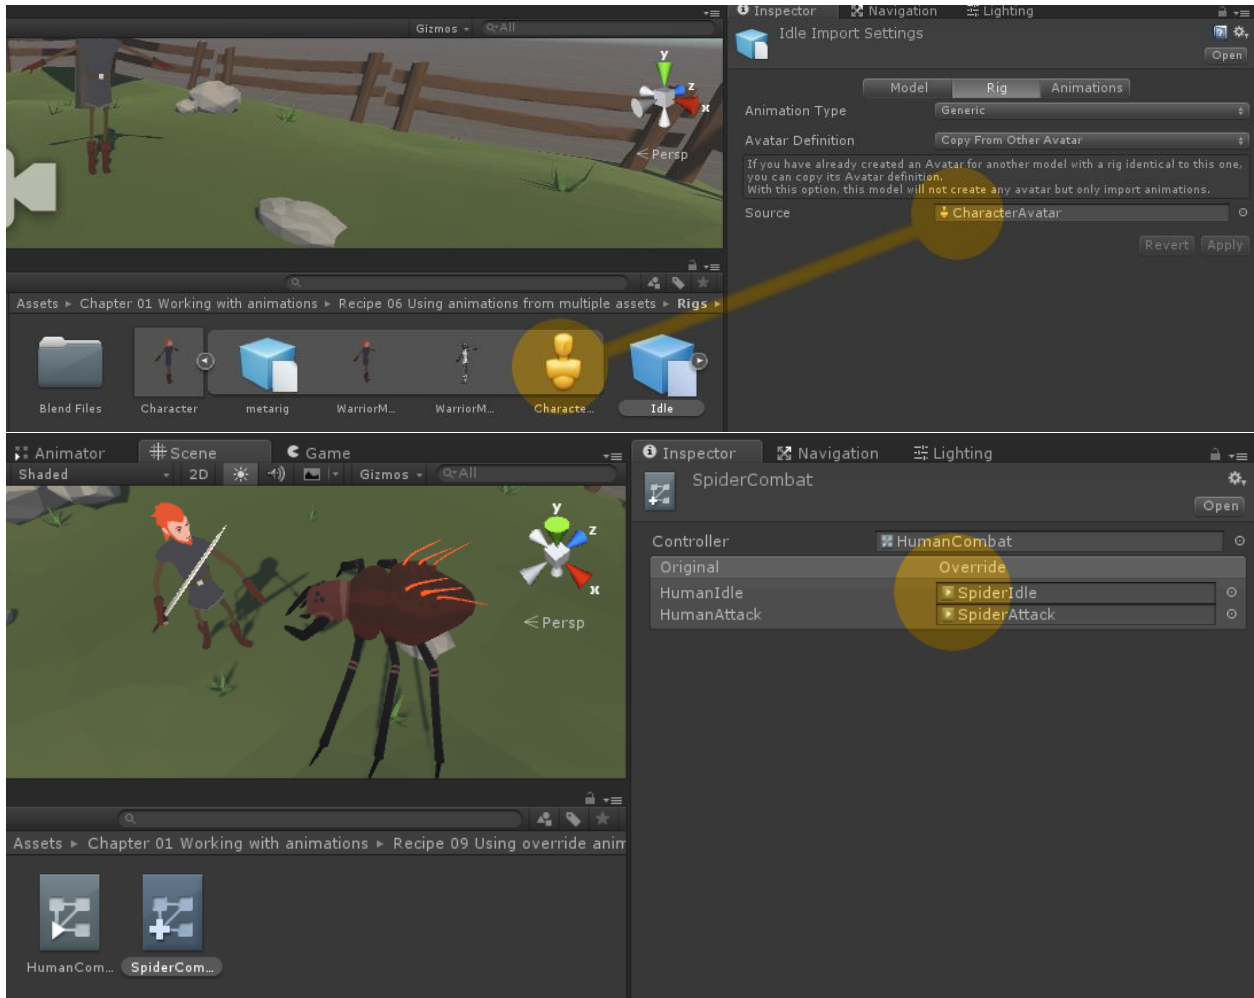 Inspector Navigation Lighting
Gizmos All
Idle Import Settings
Open
Model Rig Animations
Animation Type Generic
Avatar Definition Copy From Other Avatar
If you have already created an Avatar for another model with a rig identical to this one,
you can copy its Avatar definition.
With this option, this model will not create any avatar but only import animations.
Source CharacterAvatar
Revert Apply
y
z
x
Persp
Assets ▸ Chapter 01 Working with animations ▸ Recipe 06 Using animations from multiple assets ▸ Rigs ▸
Blend Files Character metarig WarriorM... WarriorM... Characte... Idle
Animator Scene Game
Shaded 2D Gizmos All
y
z
x
Persp
Assets ▸ Chapter 01 Working with animations ▸ Recipe 09 Using override anim
HumanCom... SpiderCom...
Inspector Navigation Lighting
SpiderCombat
Open
Controller HumanCombat
Original Override
HumanIdle SpiderIdle
HumanAttack SpiderAttack